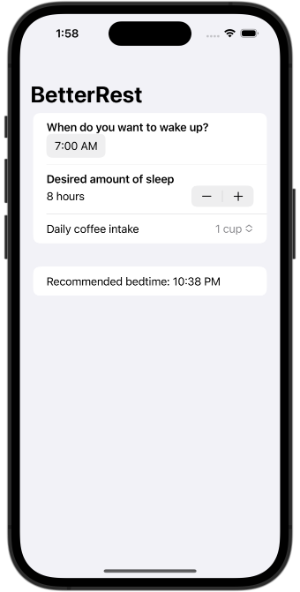 1:58
BetterRest
When do you want to wake up?
7:00 AM
Desired amount of sleep
8 hours
− +
Daily coffee intake 1 cup
Recommended bedtime: 10:38 PM